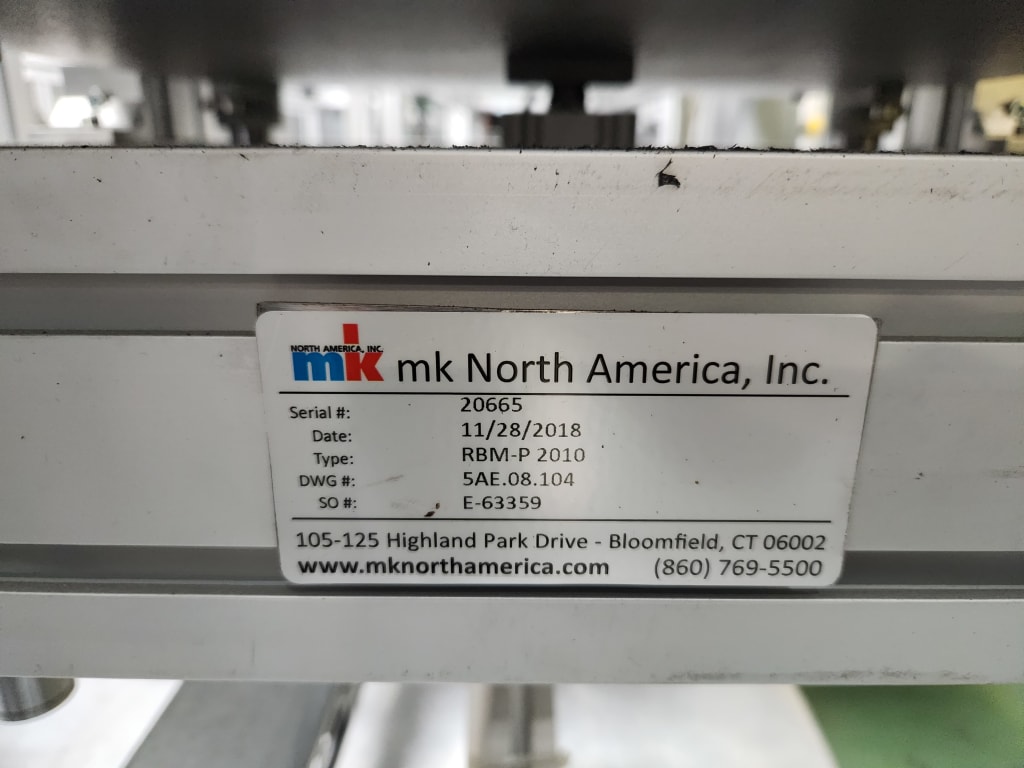 NORTH AMERICA, INC.
mk mk North America, Inc.
Serial #: 20665
Date: 11/28/2018
Type: RBM-P 2010
DWG #: 5AE.08.104
SO #: E-63359
105-125 Highland Park Drive - Bloomfield, CT 06002
www.mknorthamerica.com (860) 769-5500